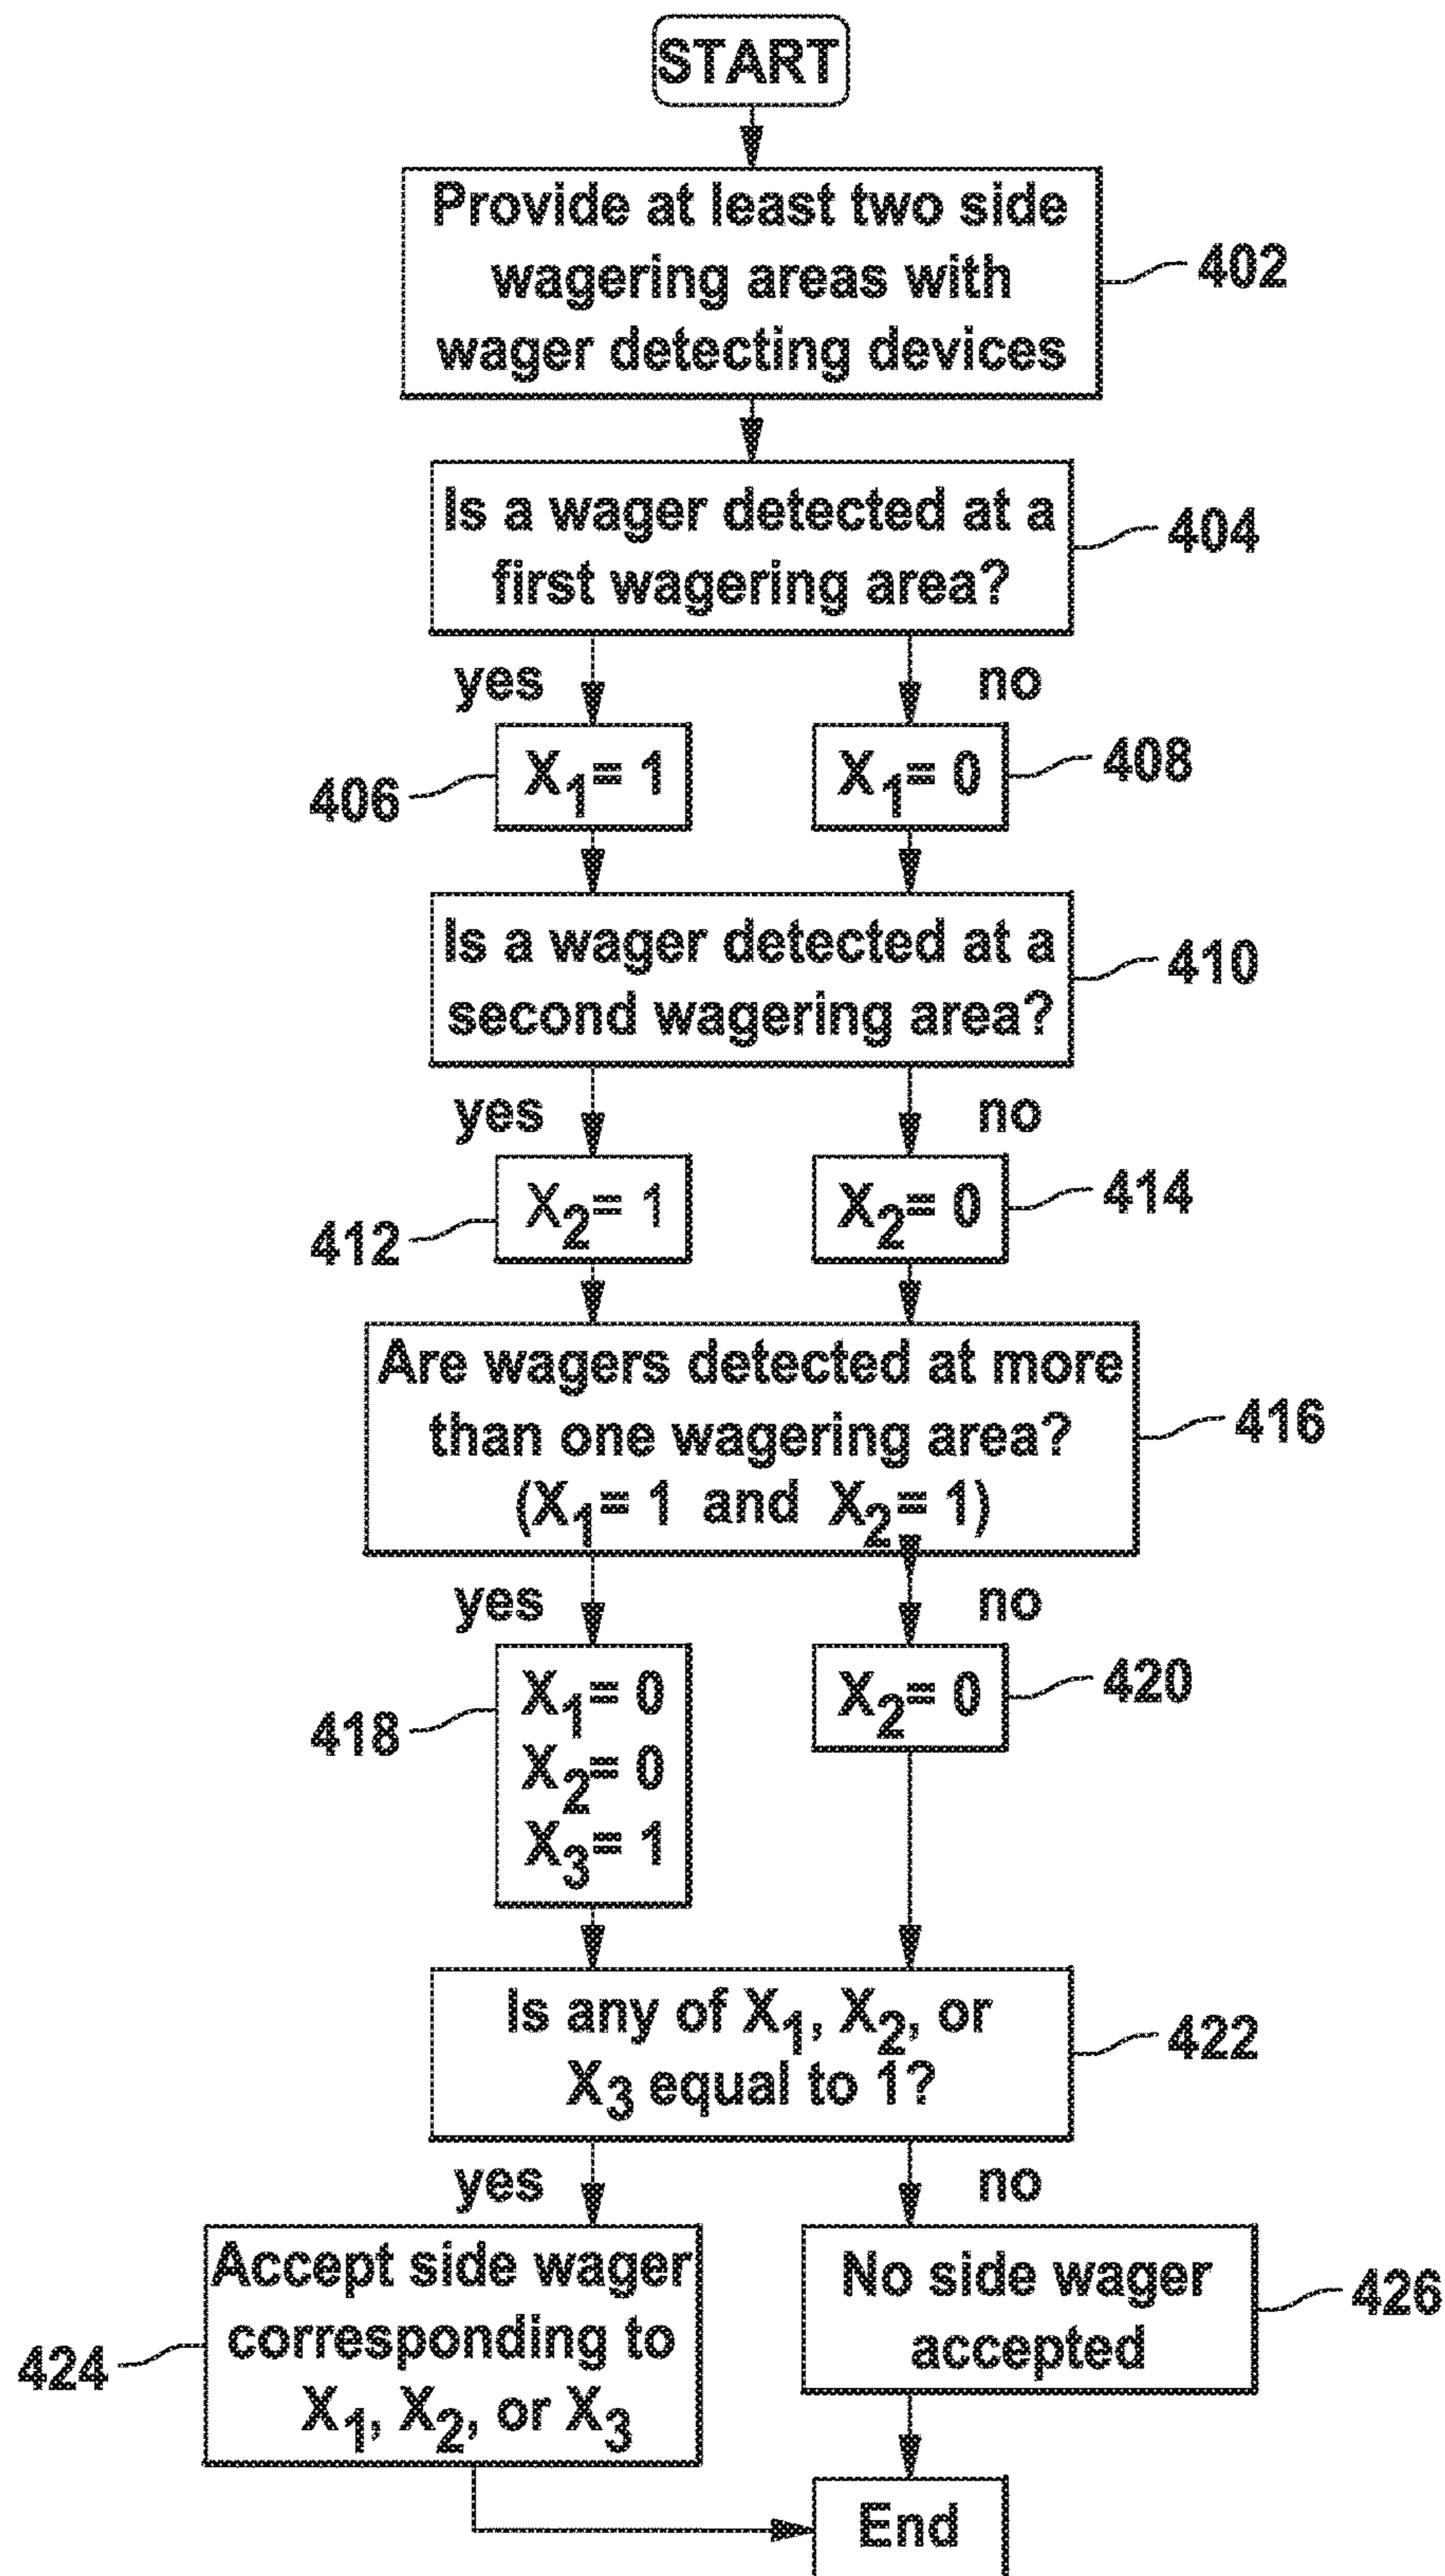 START
Provide at least two side
wagering areas with
wager detecting devices
402
Is a wager detected at a
first wagering area?
404
yes
no
X1= 1
X1= 0
406
408
Is a wager detected at a
second wagering area?
410
yes
no
X2= 1
X2= 0
412
414
Are wagers detected at more
than one wagering area?
(X1= 1 and X2= 1)
416
yes
no
X1= 0
X2= 0
X3= 1
418
X2= 0
420
Is any of X1, X2, or
X3 equal to 1?
422
yes
no
Accept side wager
corresponding to
X1, X2, or X3
424
No side wager
accepted
426
End